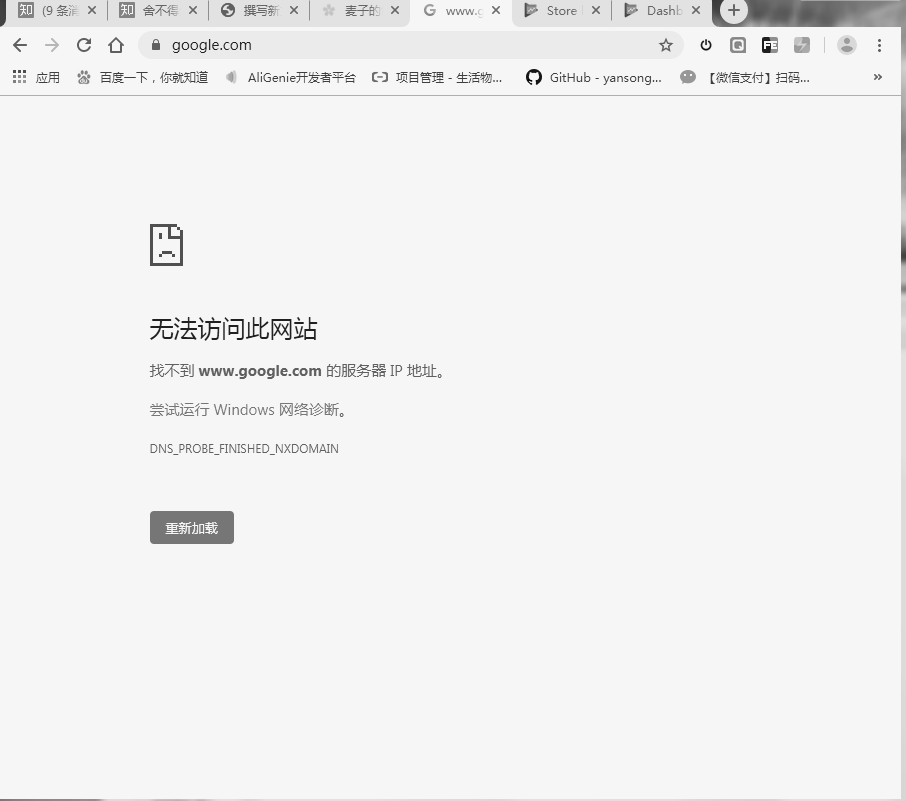 知 (9 条消
知 舍不得
撰写新
麦子的
www.g
Store
Dashb
google.com
FE
应用 百度一下，你就知道 AliGenie开发者平台 项目管理 - 生活物... GitHub - yansong... 【微信支付】扫码... »
无法访问此网站
找不到 www.google.com 的服务器 IP 地址。
尝试运行 Windows 网络诊断。
DNS_PROBE_FINISHED_NXDOMAIN
重新加载